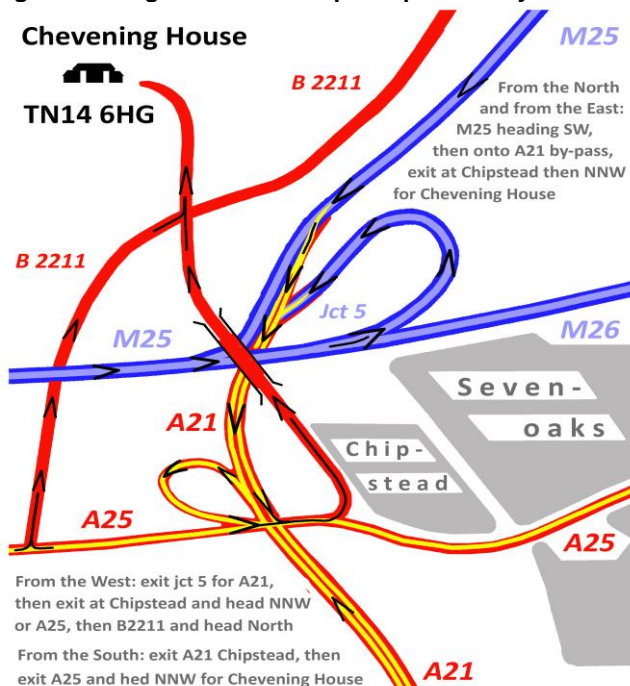 Chevening House
TN14 6HG
B 2211
M25
From the North
and from the East:
M25 heading SW,
then onto A21 by-pass,
exit at Chipstead then NNW
for Chevening House
B 2211
Jct 5
M25
M26
Seven-
oaks
A21
Chip-
stead
A25
A25
From the West: exit jct 5 for A21,
then exit at Chipstead and head NNW
or A25, then B2211 and head North
From the South: exit A21 Chipstead, then
exit A25 and hed NNW for Chevening House
A21